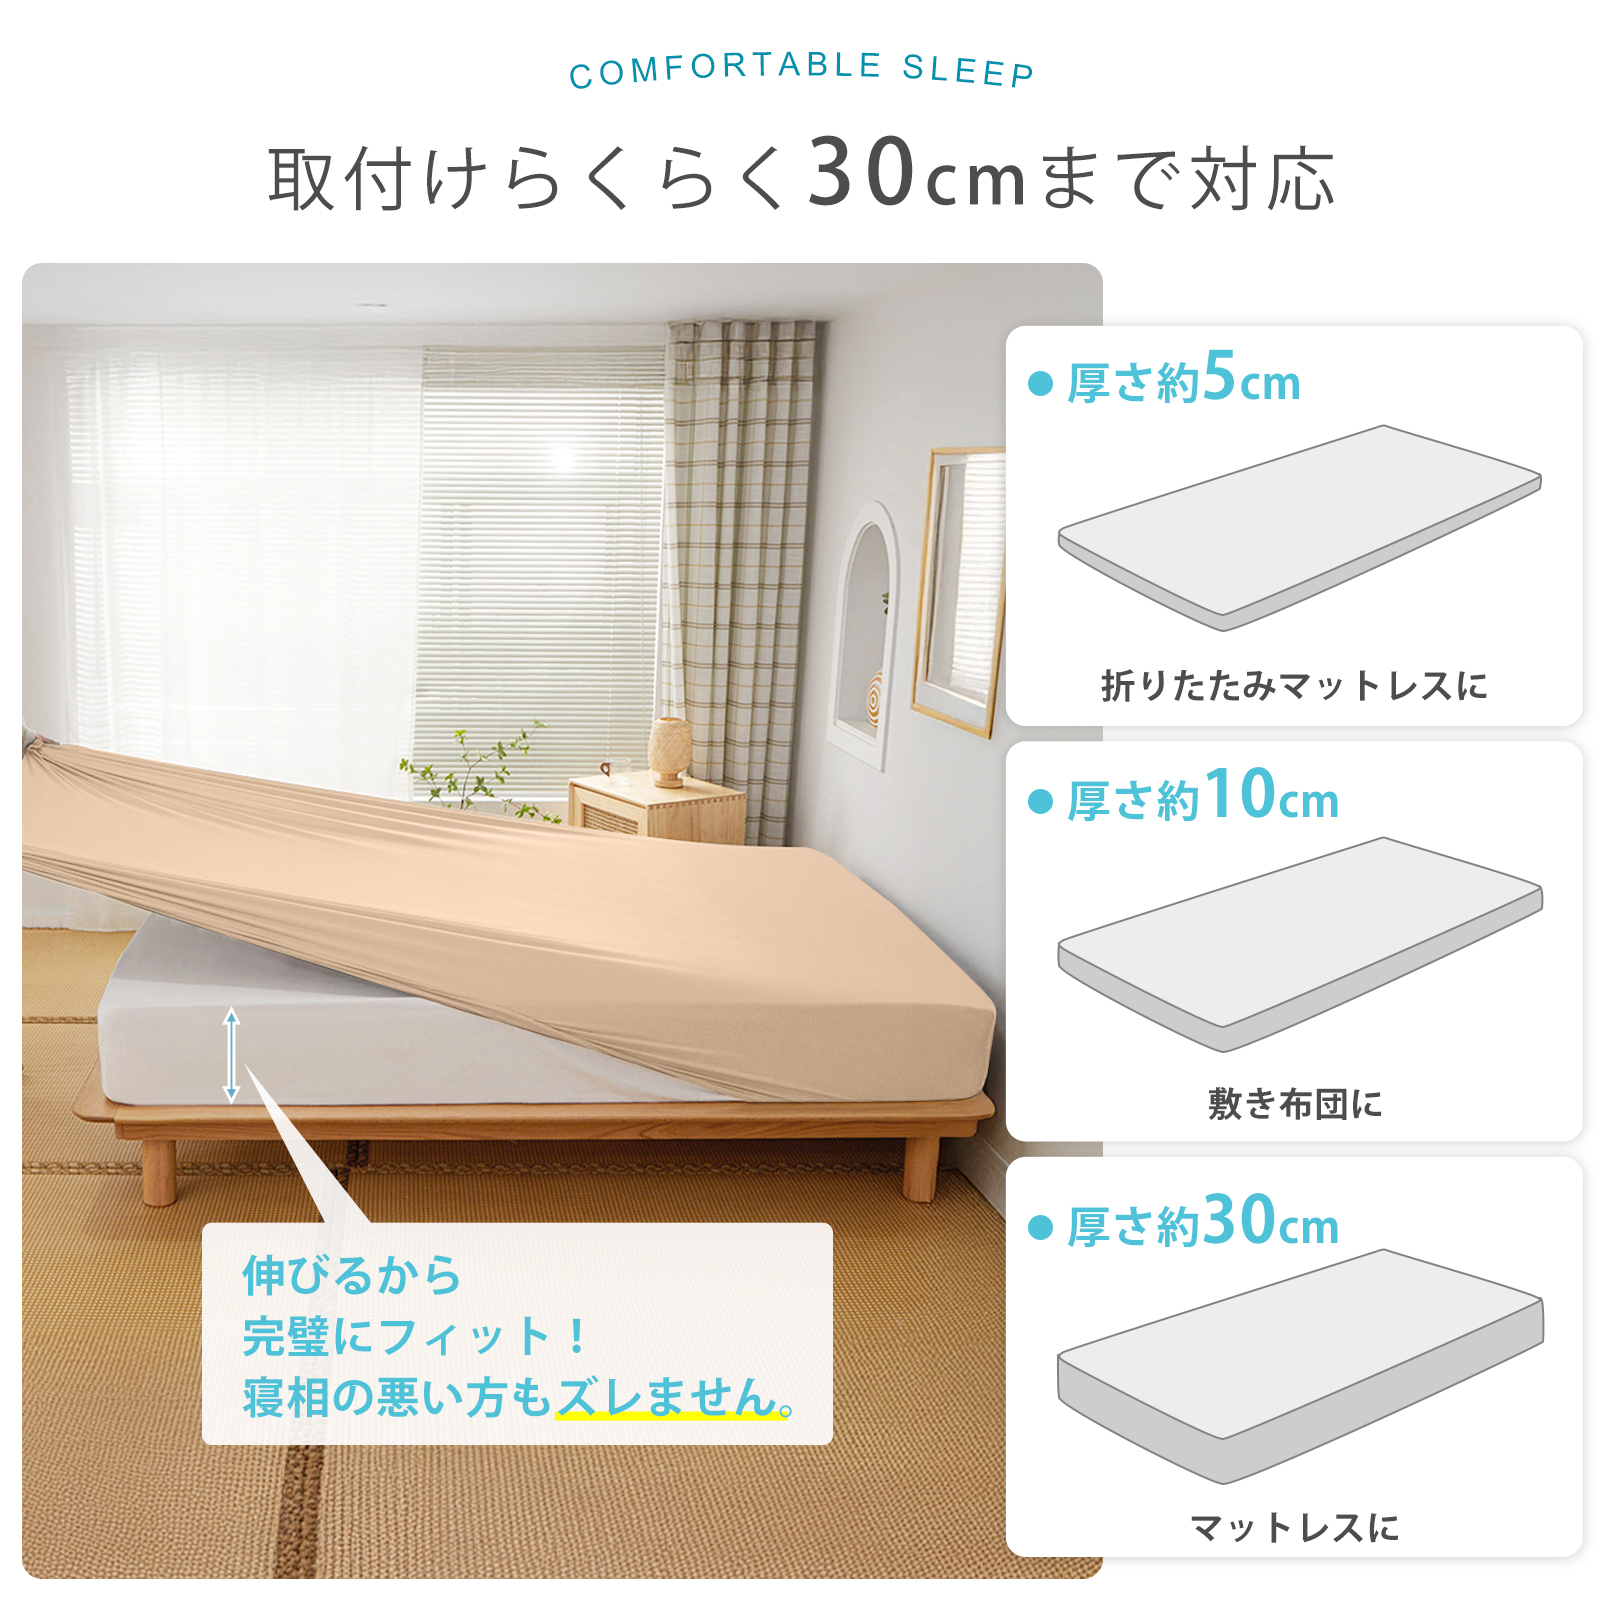 COMFORTABLE SLEEP
取付けらくらく30cmまで対応
厚さ約5cm
折りたたみマットレスに
厚さ約10cm
敷き布団に
厚さ約30cm
マットレスに
伸びるから
完璧にフィット！
寝相の悪い方もズレません。